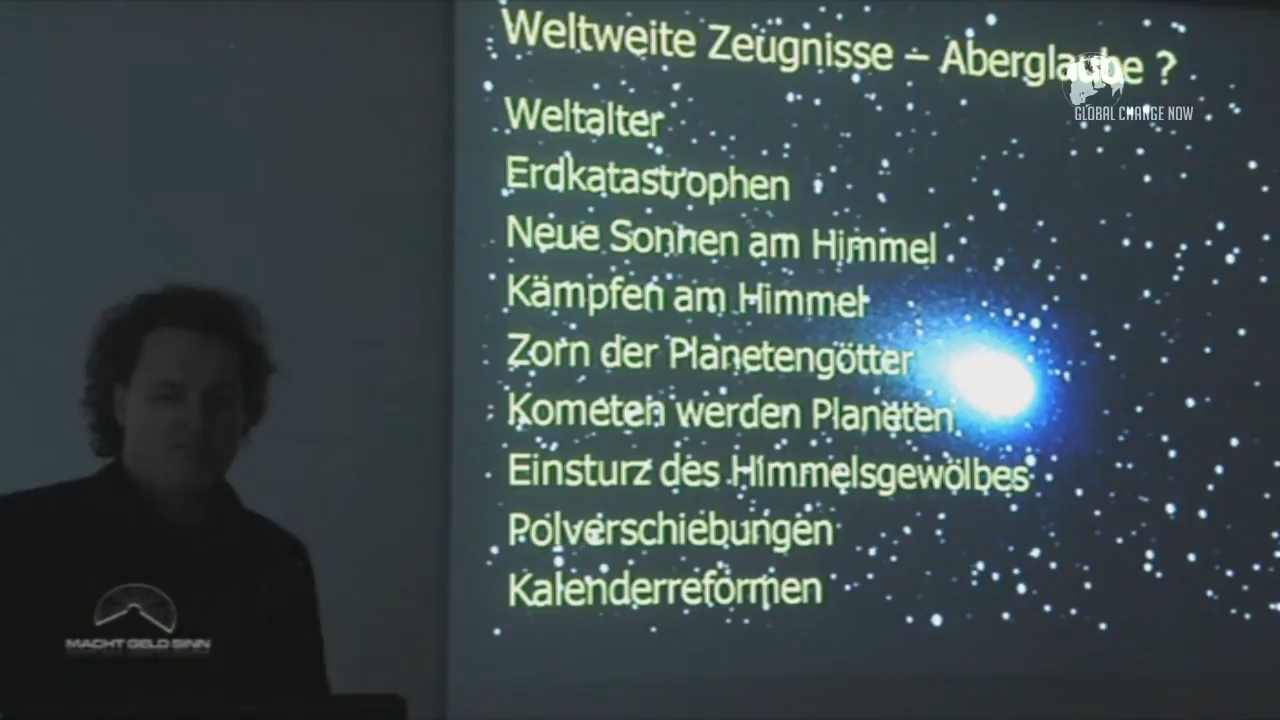 Weltweite Zeugnisse – Aberglaube ?
GLOBAL CHANGE NOW
Weltalter
Erdkatastrophen
Neue Sonnen am Himmel
Kämpfen am Himmel
Zorn der Planetengötter
Kometen werden Planeten
Einsturz des Himmelsgewölbes
Polverschiebungen
Kalenderreformen
MACHT GELD SINN